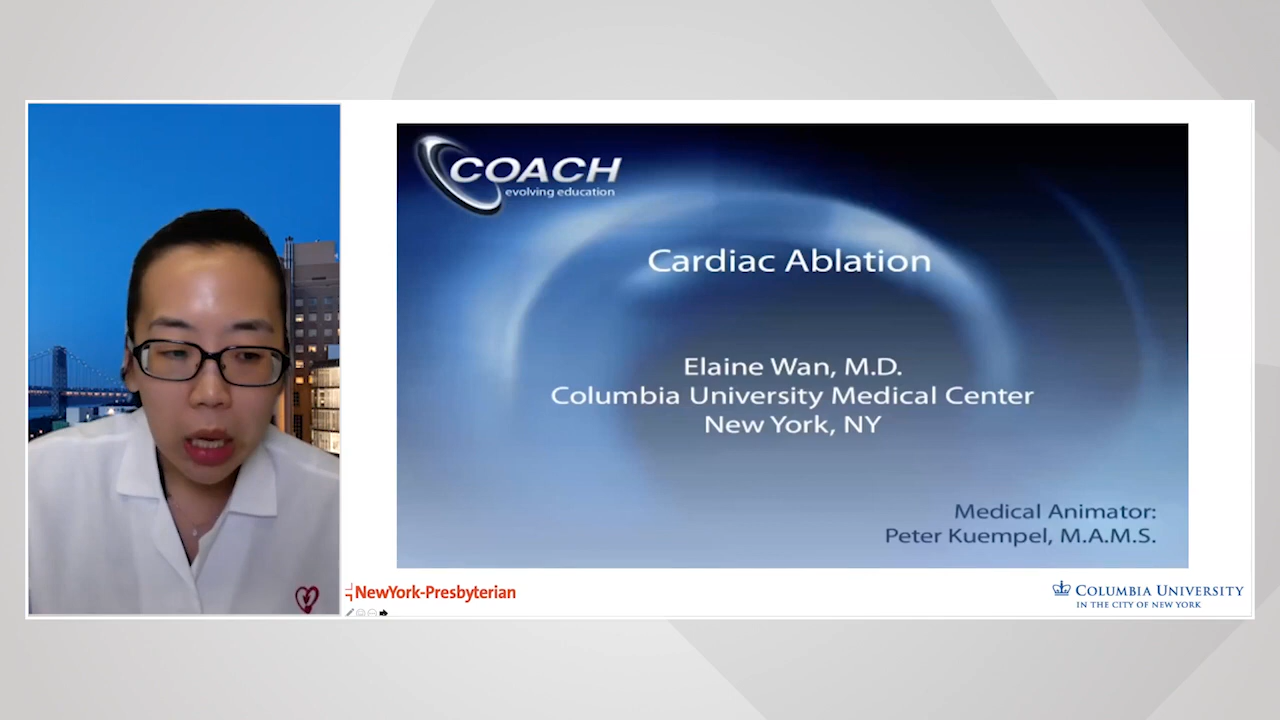 COACH
evolving education
Cardiac Ablation
Elaine Wan, M.D.
Columbia University Medical Center
New York, NY
Medical Animator:
Peter Kuempel, M.A.M.S.
NewYork-Presbyterian
COLUMBIA UNIVERSITY
IN THE CITY OF NEW YORK